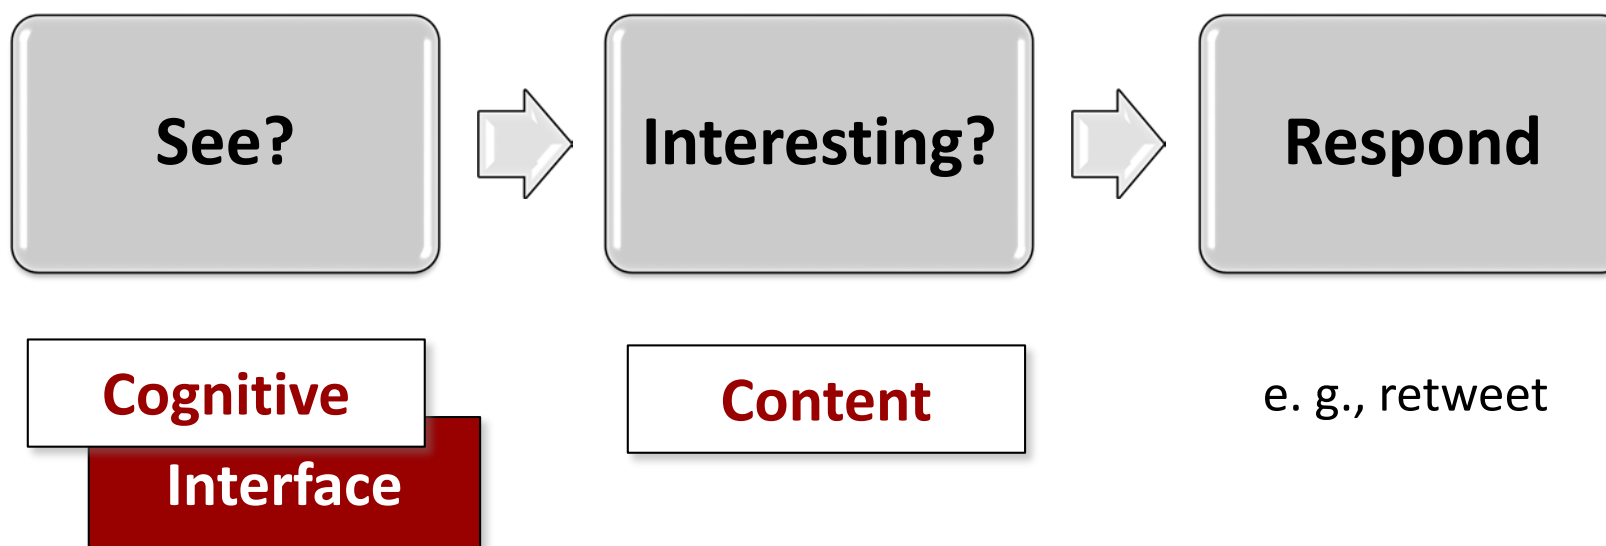 See?
Interesting?
Respond
Cognitive
Interface
Content
e. g., retweet